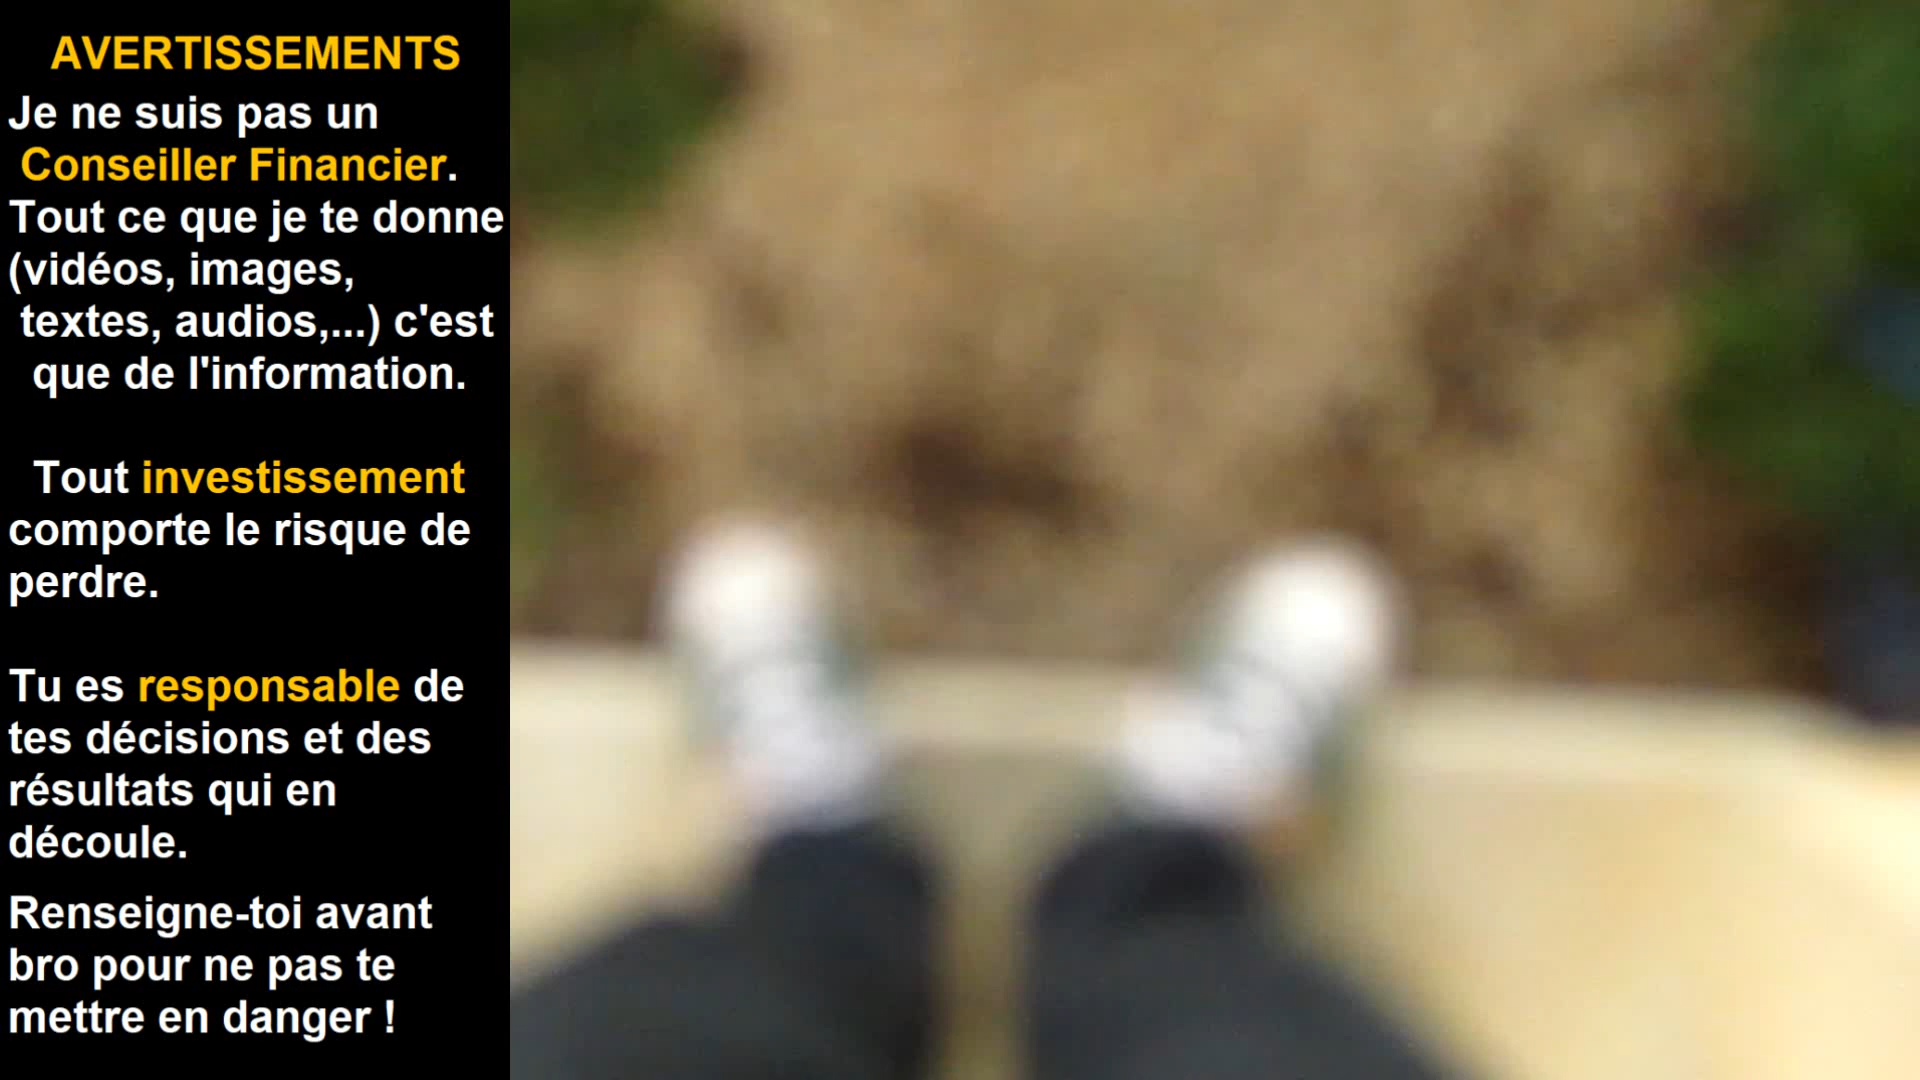 AVERTISSEMENTS
Je ne suis pas un
Conseiller Financier.
Tout ce que je te donne
(vidéos, images,
textes, audios,...) c'est
que de l'information.
Tout investissement
comporte le risque de
perdre.
Tu es responsable de
tes décisions et des
résultats qui en
découle.
Renseigne-toi avant
bro pour ne pas te
mettre en danger !